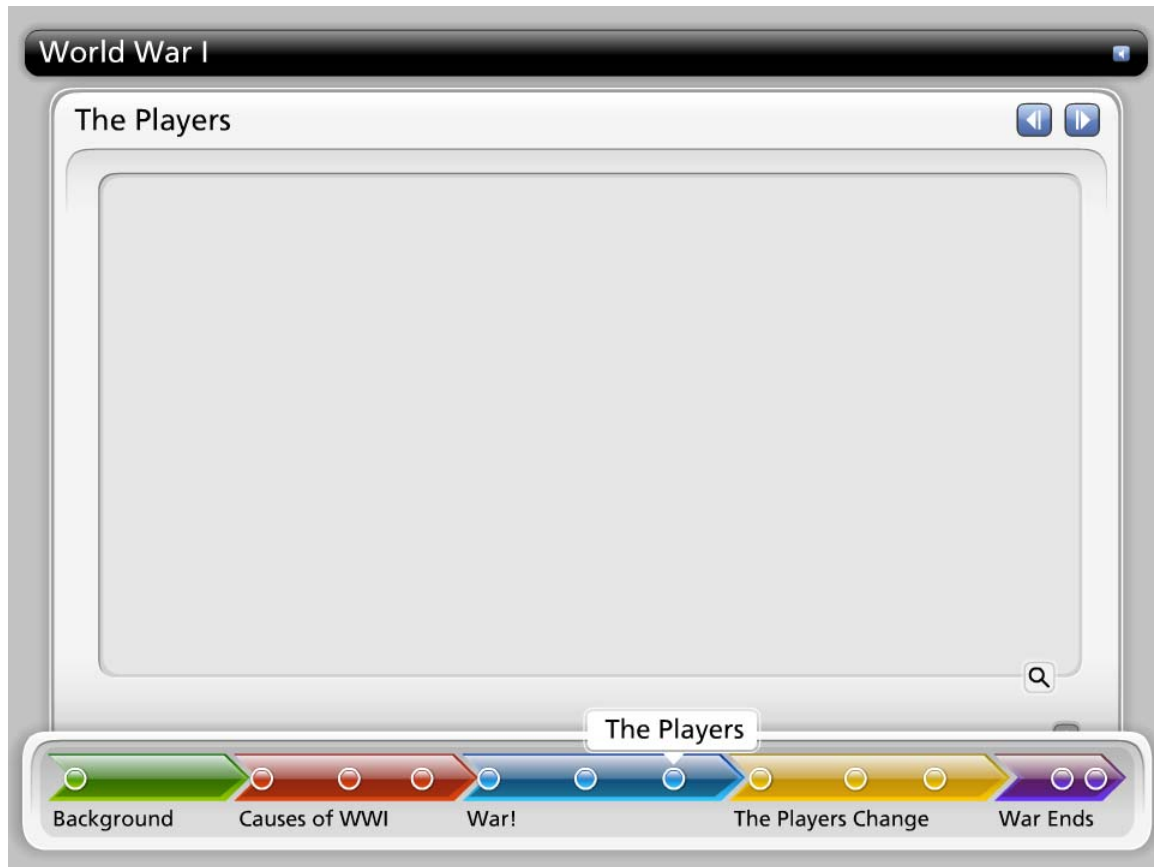 World War I
The Players
The Players
Background
Causes of WWI
War!
The Players Change
War Ends